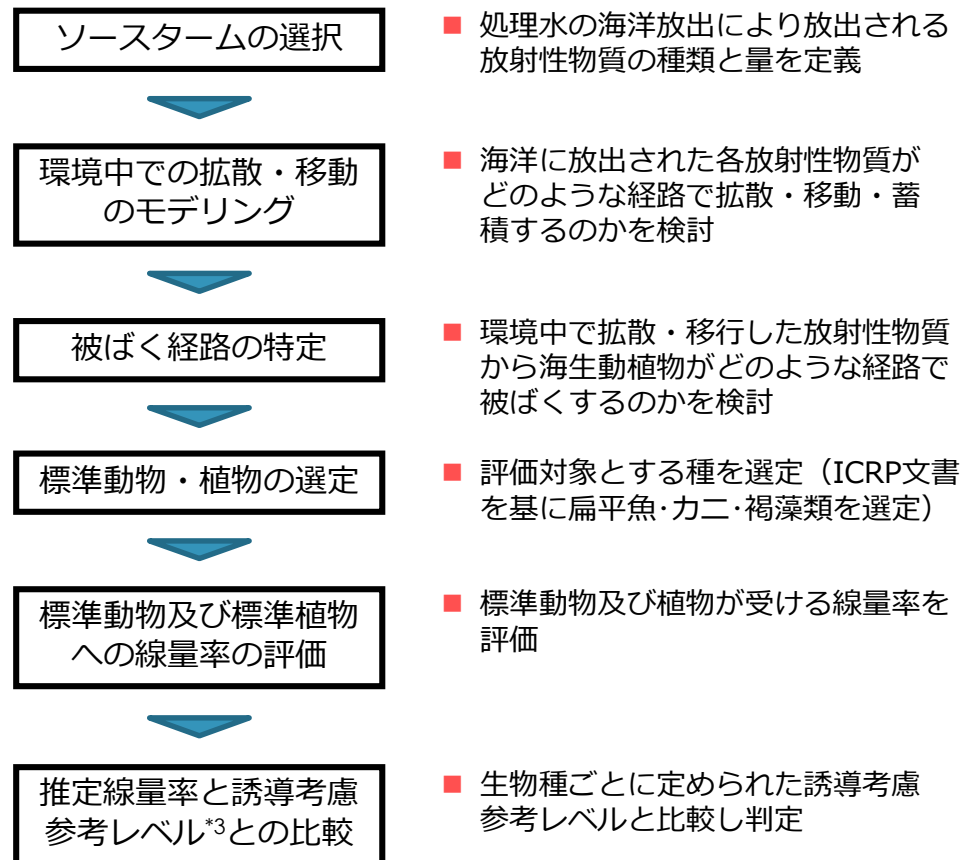 ソースタームの選択
■ 処理水の海洋放出により放出される
放射性物質の種類と量を定義
環境中での拡散・移動
のモデリング
■ 海洋に放出された各放射性物質が
どのような経路で拡散・移動・蓄
積するのかを検討
被ばく経路の特定
■ 環境中で拡散・移行した放射性物質
から海生動植物がどのような経路で
被ばくするのかを検討
標準動物・植物の選定
■ 評価対象とする種を選定（ICRP文書
を基に扁平魚･カニ･褐藻類を選定）
標準動物及び標準植物
への線量率の評価
■ 標準動物及び植物が受ける線量率を
評価
推定線量率と誘導考慮
参考レベル*3との比較
■ 生物種ごとに定められた誘導考慮
参考レベルと比較し判定